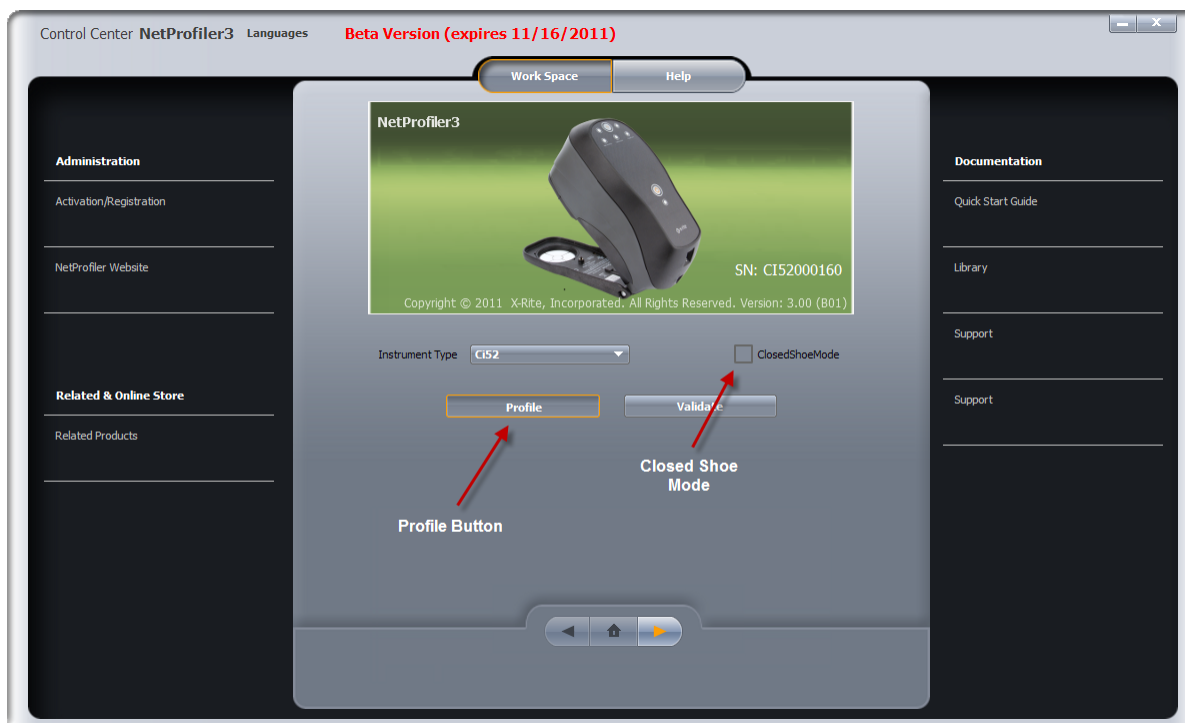 Control Center NetProfiler3 Languages Beta Version (expires 11/16/2011)
Work Space Help
Administration
Activation/Registration
NetProfiler Website
Related & Online Store
Related Products
NetProfiler3
SN: CI52000160
Copyright © 2011 X-Rite, Incorporated. All Rights Reserved. Version: 3.00 (B01)
Instrument Type Ci52 ClosedShoeMode
Profile Validate
Closed Shoe
Mode
Profile Button
Documentation
Quick Start Guide
Library
Support
Support